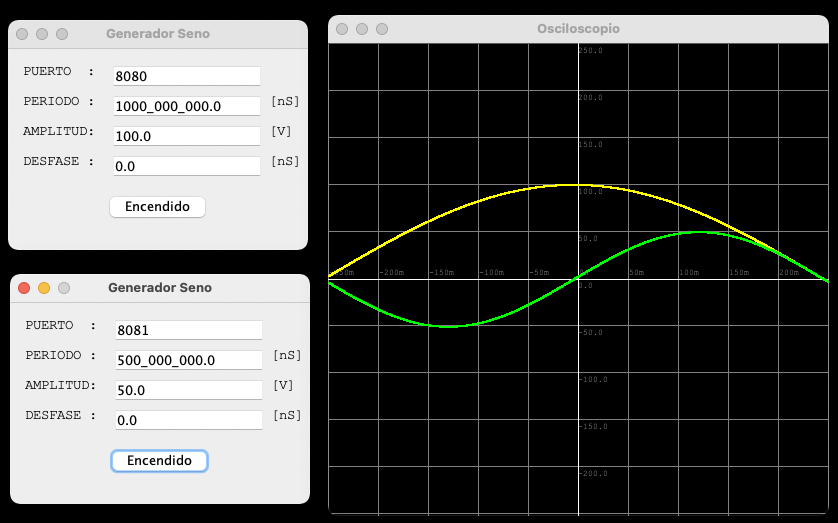 Generador Seno
PUERTO : 8080
PERIODO : 1000_000_000.0 [nS]
AMPLITUD: 100.0 [V]
DESFASE : 0.0 [nS]
Encendido
Generador Seno
PUERTO : 8081
PERIODO : 500_000_000.0 [nS]
AMPLITUD: 50.0 [V]
DESFASE : 0.0 [nS]
Encendido
Osciloscopio
250.0
200.0
150.0
100.0
50.0
-200m -150m -100m -50m 50m 100m 150m 200m
0.0
-50.0
-100.0
-150.0
-200.0